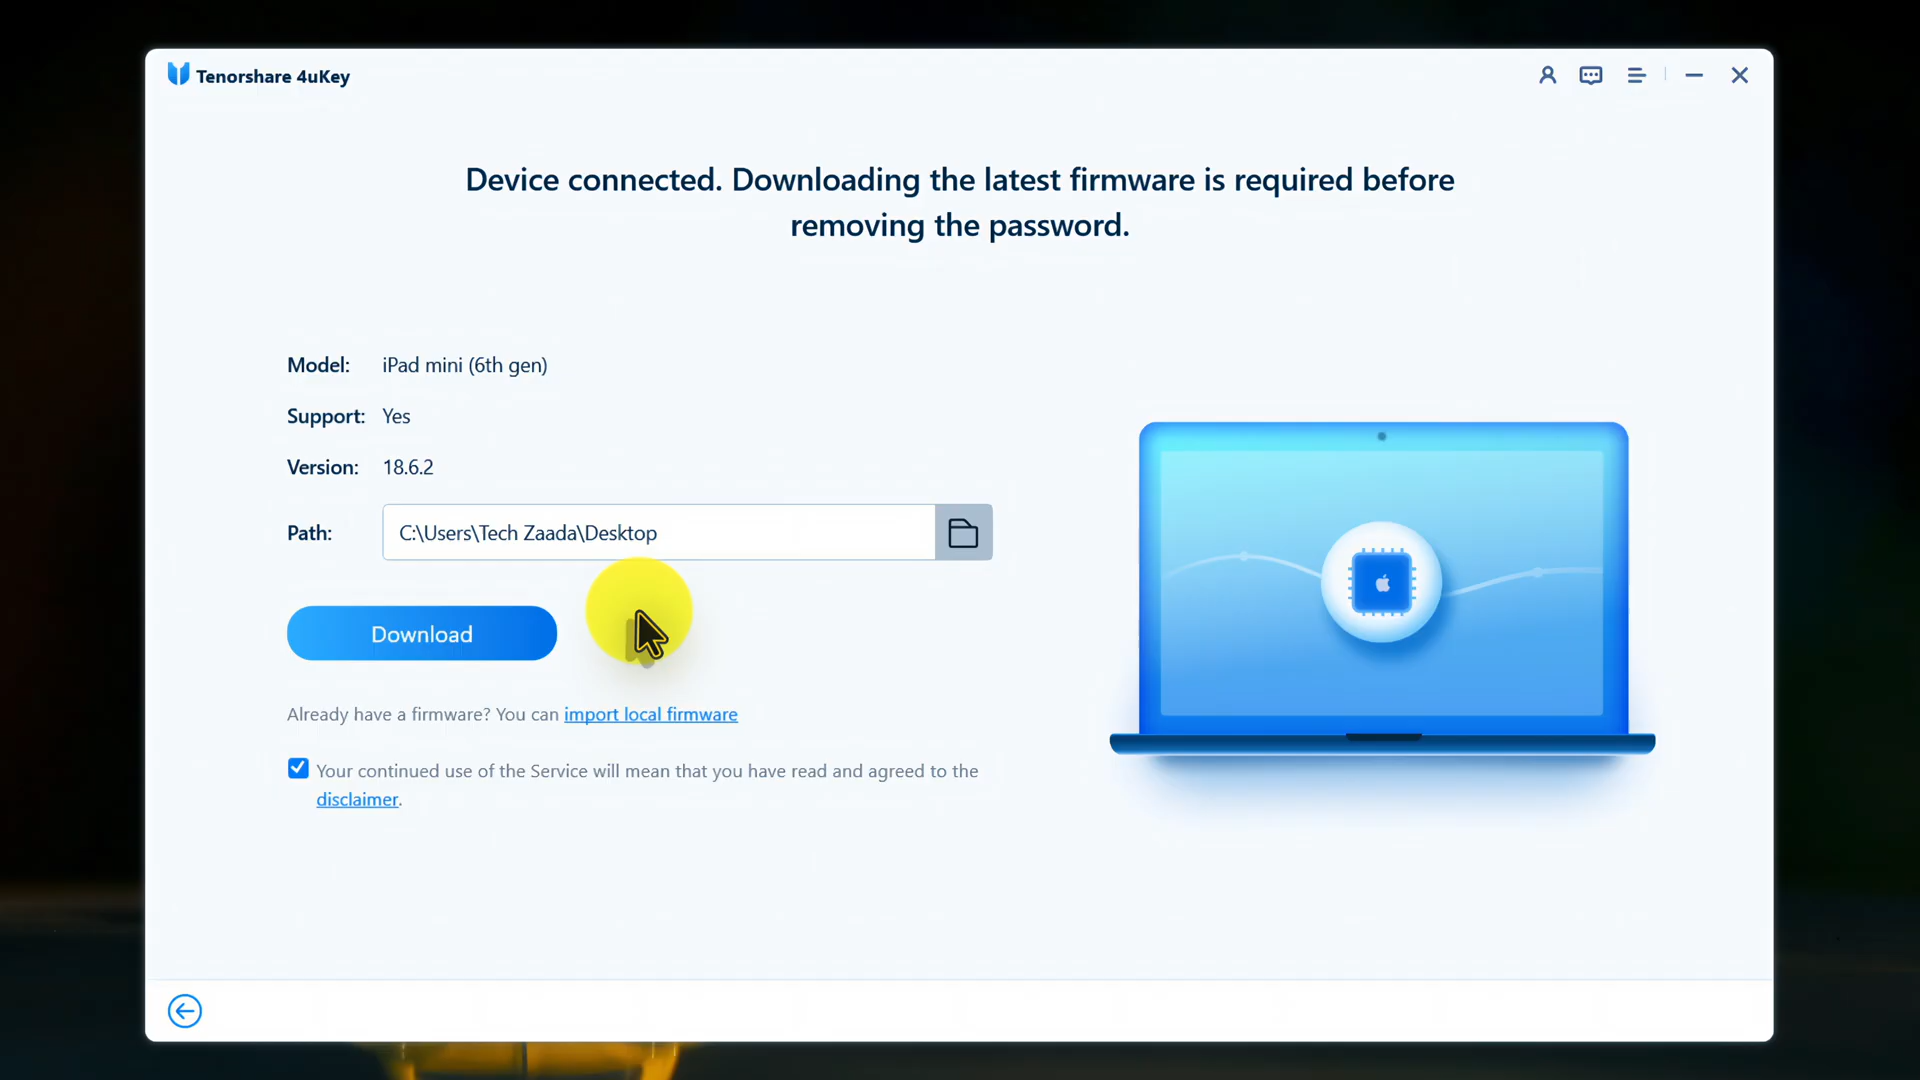 Tenorshare 4uKey
Device connected. Downloading the latest firmware is required before
removing the password.
Model: iPad mini (6th gen)
Support: Yes
Version: 18.6.2
Path: C:\Users\Tech Zaada\Desktop
Download
Already have a firmware? You can import local firmware
Your continued use of the Service will mean that you have read and agreed to the
disclaimer.